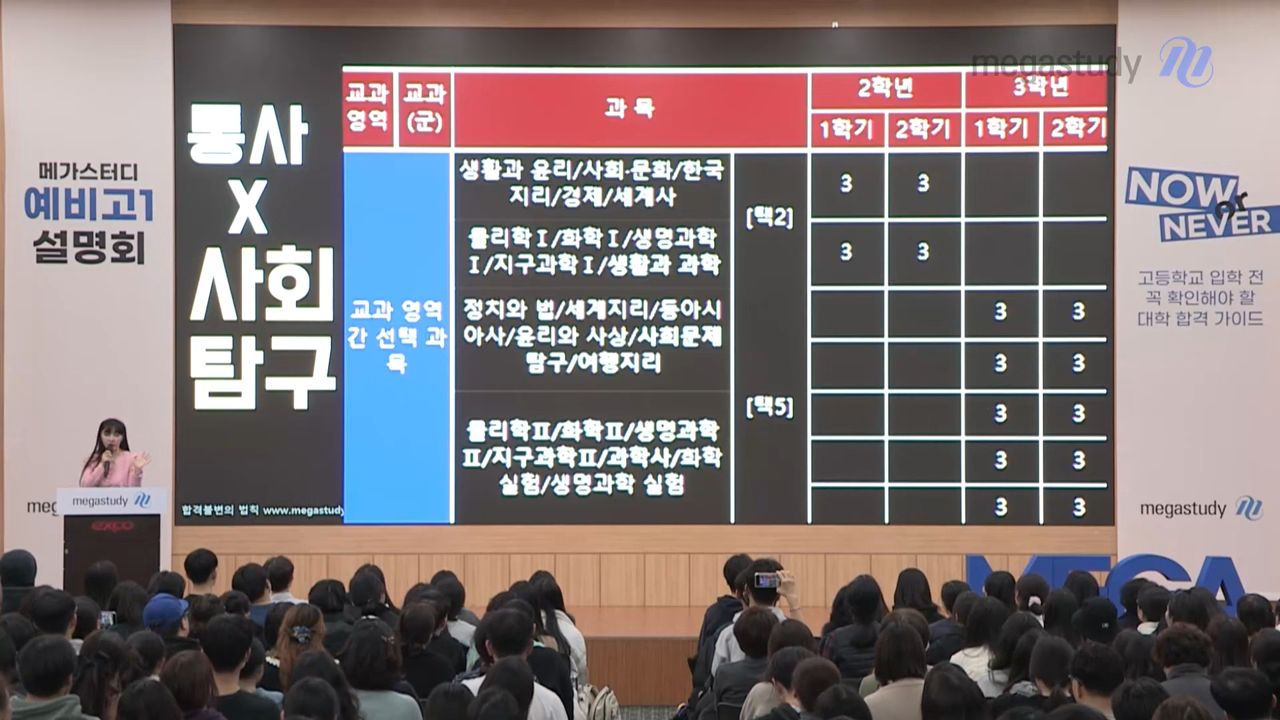 megastudy
메가스터디
예비고1
설명회
통사
X
사회
탐구
합격불변의 법칙 www.megastudy
교과
영역
교과
(군)
과 목
2학년
3학년
1학기
2학기
1학기
2학기
교과 영역
간 선택 과
목
생활과 윤리/사회·문화/한국
지리/경제/세계사
[택2]
3
3
물리학Ⅰ/화학Ⅰ/생명과학
Ⅰ/지구과학Ⅰ/생활과 과학
3
3
정치와 법/세계지리/동아시
아사/윤리와 사상/사회문제
탐구/여행지리
[택5]
3
3
3
3
물리학Ⅱ/화학Ⅱ/생명과학
Ⅱ/지구과학Ⅱ/과학사/화학
실험/생명과학 실험
3
3
3
3
3
3
NOW
or
NEVER
고등학교 입학 전
꼭 확인해야 할
대학 합격 가이드
megastudy
meg
megastudy
expo
MEGA